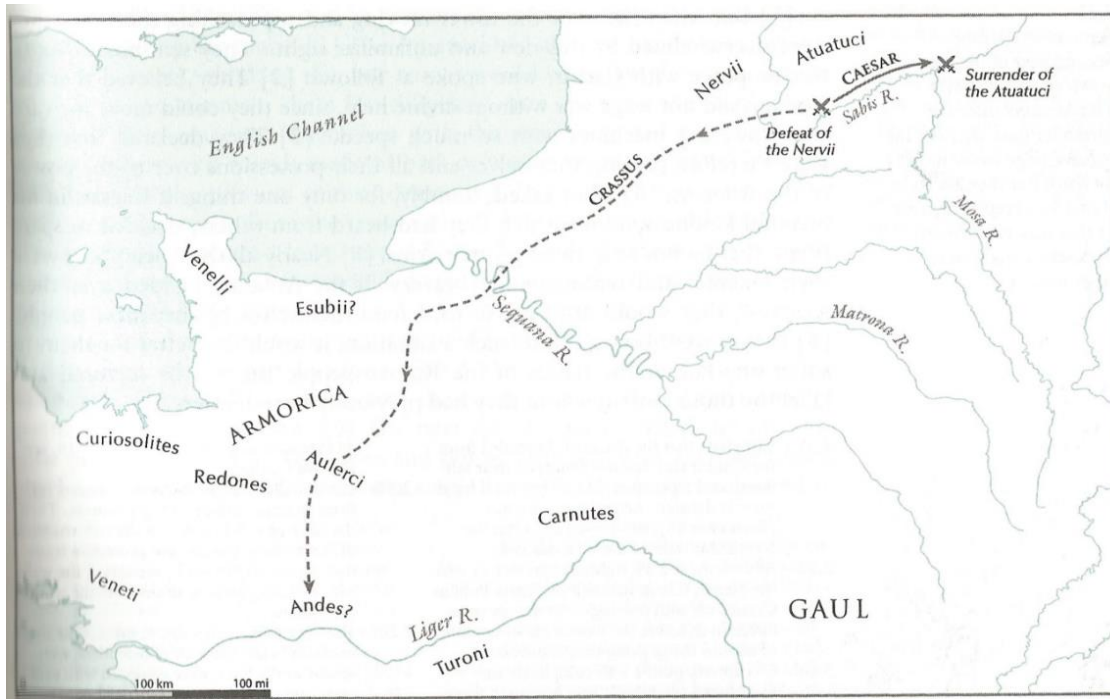 Nervii
Atuatuci
CAESAR
Surrender of
the Atuatuci
Sabis R.
Defeat of
the Nervii
English Channel
CRASSUS
Mosa R.
Venelli
Esubii?
Sequana R.
Matrona R.
ARMORICA
Curiosolites
Redones
Aulerci
Carnutes
Veneti
Andes?
Liger R.
Turoni
GAUL
100 km
100 mi